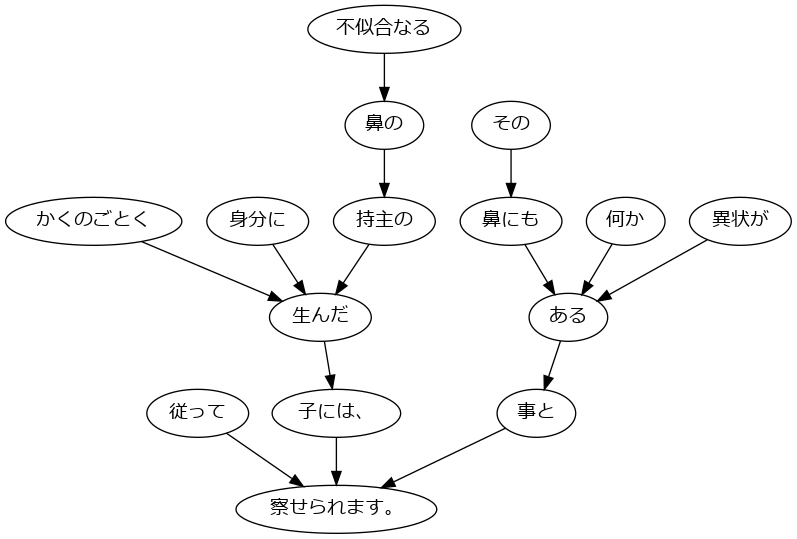 不似合なる
鼻の
その
かくのごとく
身分に
持主の
鼻にも
何か
異状が
生んだ
ある
従って
子には、
事と
察せられます。